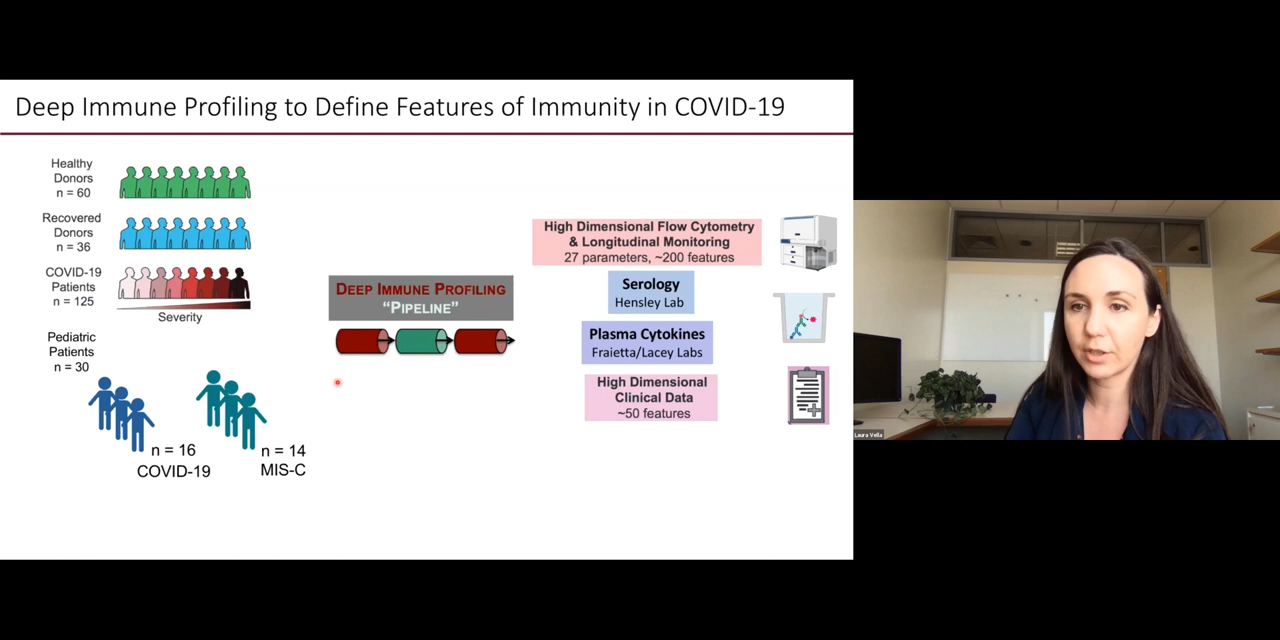 Deep Immune Profiling to Define Features of Immunity in COVID-19
Healthy
Donors
n = 60
Recovered
Donors
n = 36
COVID-19
Patients
n = 125
Severity
Pediatric
Patients
n = 30
n = 16
COVID-19
n = 14
MIS-C
DEEP IMMUNE PROFILING
"PIPELINE"
High Dimensional Flow Cytometry
& Longitudinal Monitoring
27 parameters, ~200 features
Serology
Hensley Lab
Plasma Cytokines
Fraietta/Lacey Labs
High Dimensional
Clinical Data
~50 features
Laura Vella